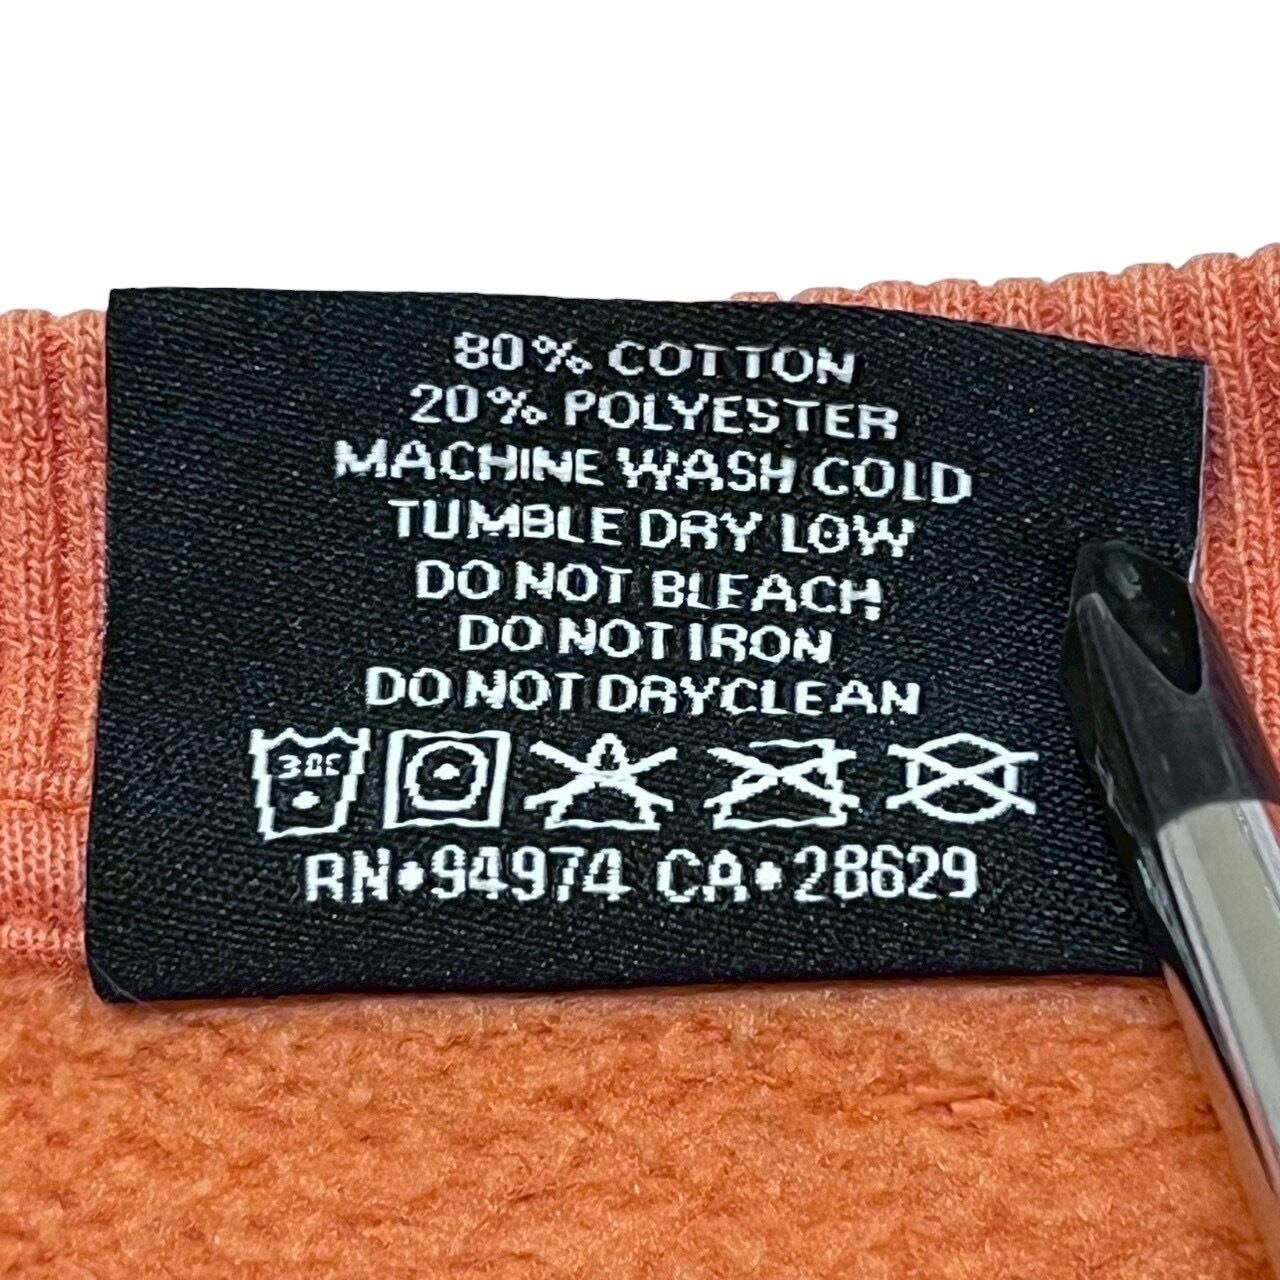 80% COTTON
20% POLYESTER
MACHINE WASH COLD
TUMBLE DRY LOW
DO NOT BLEACH
DO NOT IRON
DO NOT DRYCLEAN
30C
RN•94974 CA•28629